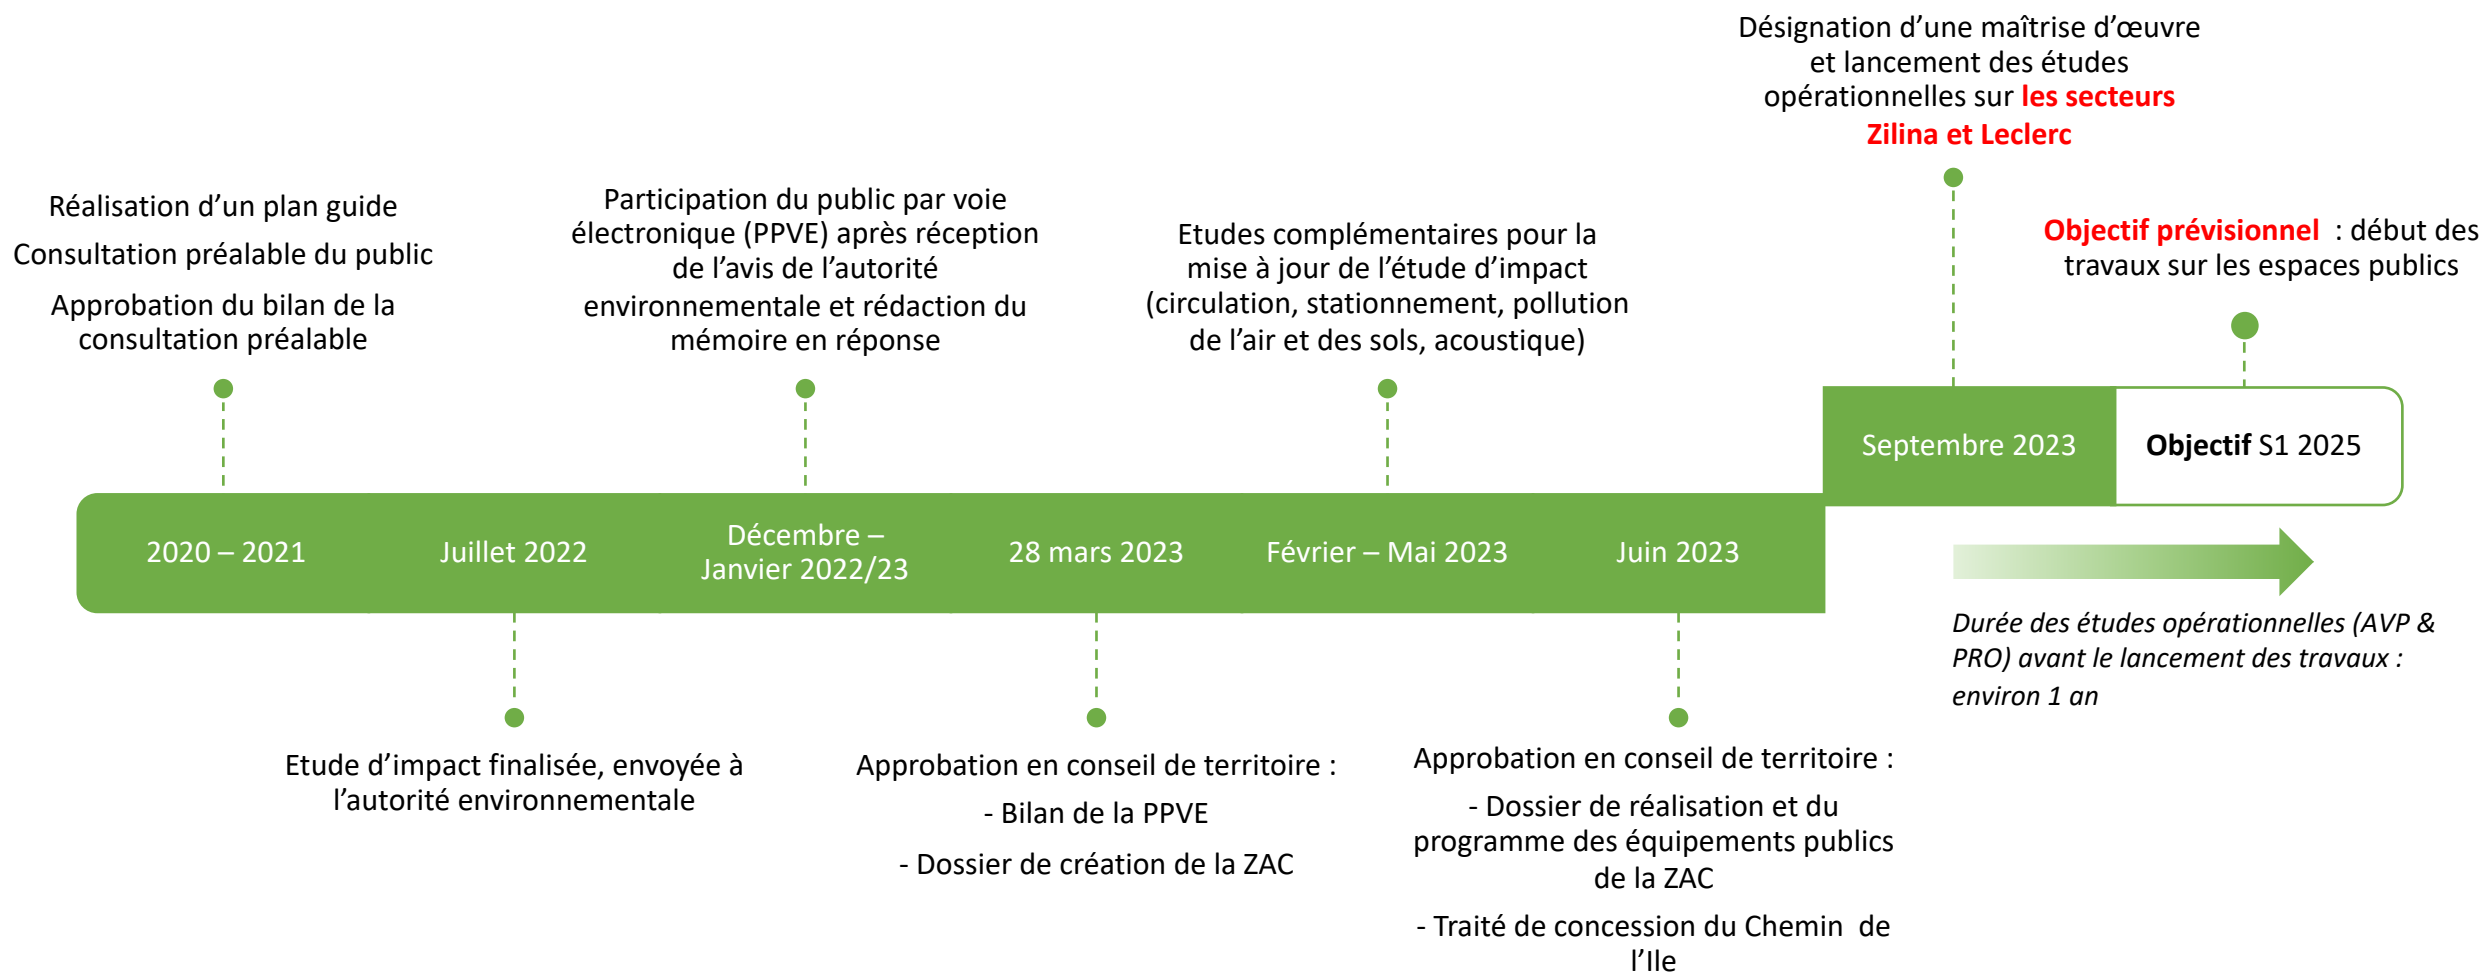 Désignation d’une maîtrise d’œuvre
et lancement des études
opérationnelles sur les secteurs
Zilina et Leclerc
Réalisation d’un plan guide
Consultation préalable du public
Approbation du bilan de la
consultation préalable
Participation du public par voie
électronique (PPVE) après réception
de l’avis de l’autorité
environnementale et rédaction du
mémoire en réponse
Etudes complémentaires pour la
mise à jour de l’étude d’impact
(circulation, stationnement, pollution
de l’air et des sols, acoustique)
Objectif prévisionnel : début des
travaux sur les espaces publics
Septembre 2023
Objectif S1 2025
2020 – 2021
Juillet 2022
Décembre –
Janvier 2022/23
28 mars 2023
Février – Mai 2023
Juin 2023
Durée des études opérationnelles (AVP &
PRO) avant le lancement des travaux :
environ 1 an
Etude d’impact finalisée, envoyée à
l’autorité environnementale
Approbation en conseil de territoire :
- Bilan de la PPVE
- Dossier de création de la ZAC
Approbation en conseil de territoire :
- Dossier de réalisation et du
programme des équipements publics
de la ZAC
- Traité de concession du Chemin de
l’Ile